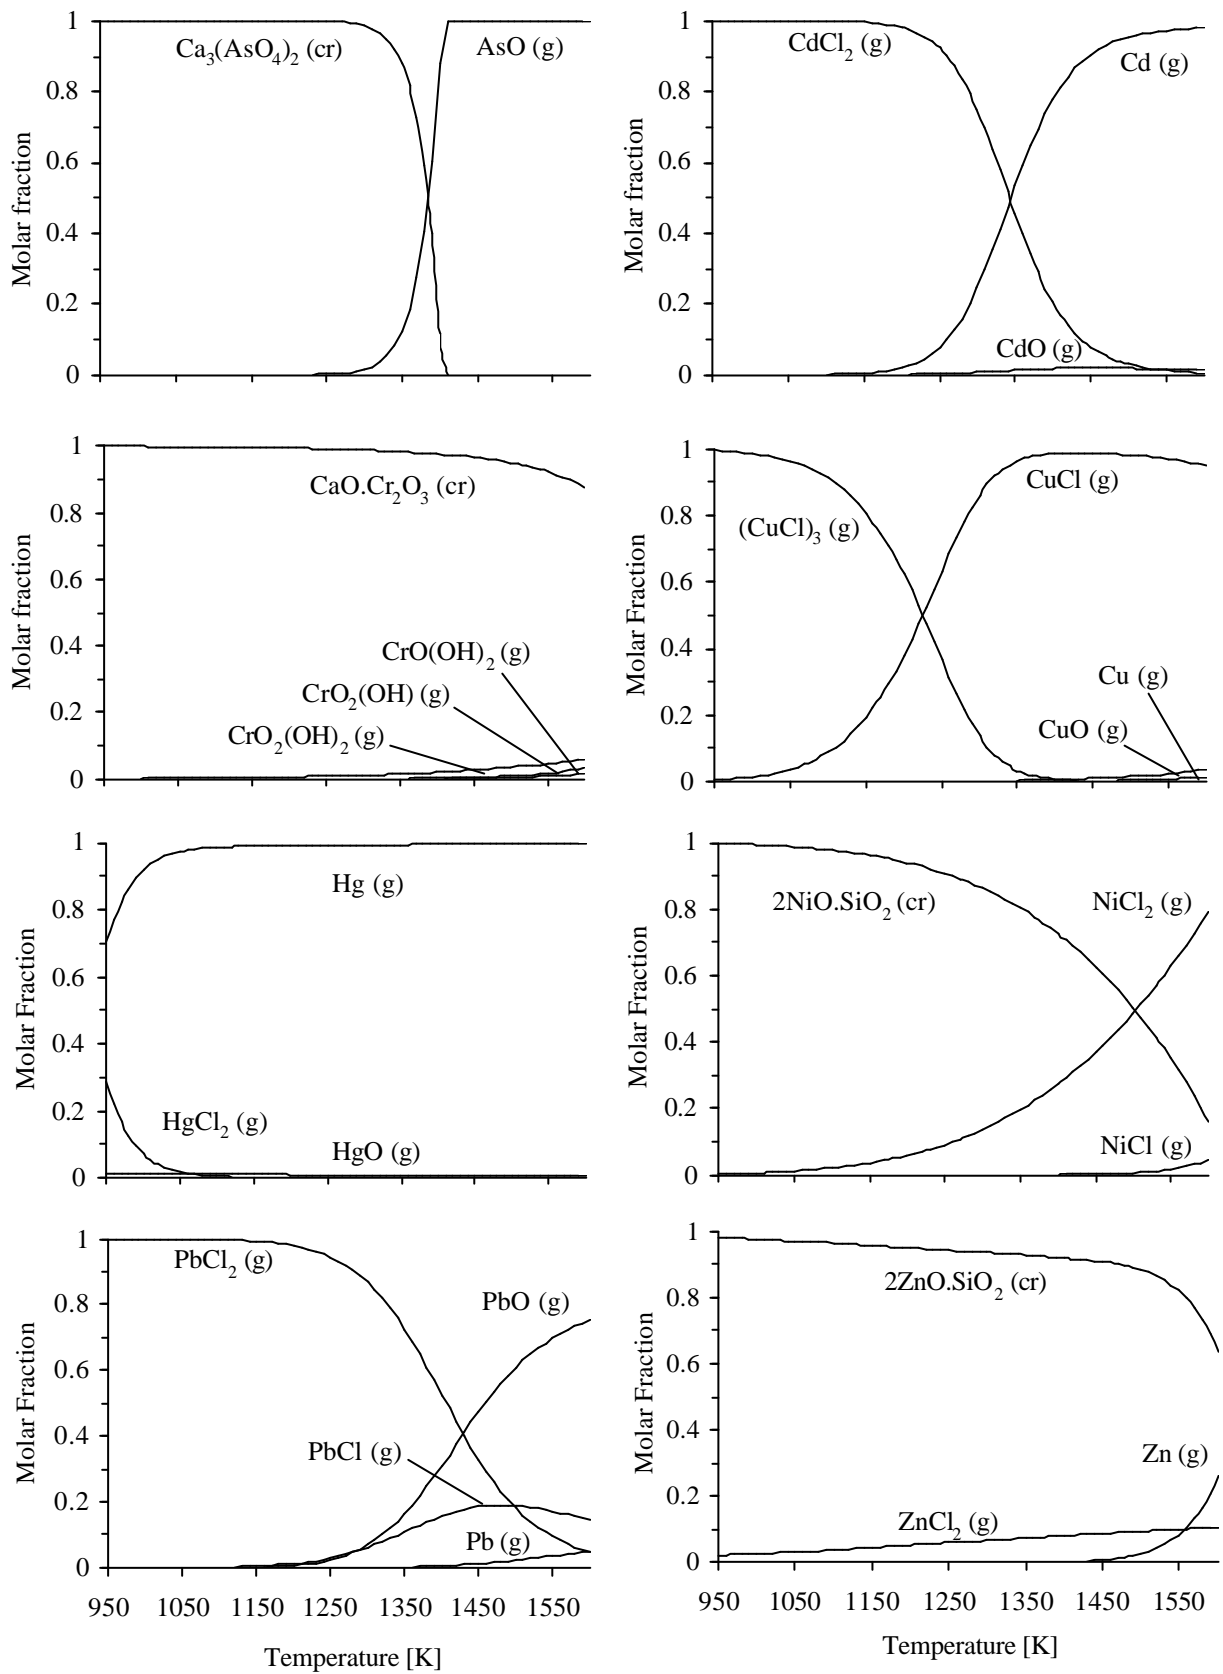 1
0.8
0.6
0.4
0.2
0
Molar fraction
Ca₃(AsO₄)₂ (cr)
AsO (g)
1
0.8
0.6
0.4
0.2
0
Molar fraction
CdCl₂ (g)
Cd (g)
CdO (g)
1
0.8
0.6
0.4
0.2
0
Molar fraction
CaO.Cr₂O₃ (cr)
CrO(OH)₂ (g)
CrO₂(OH) (g)
CrO₂(OH)₂ (g)
1
0.8
0.6
0.4
0.2
0
Molar Fraction
(CuCl)₃ (g)
CuCl (g)
Cu (g)
CuO (g)
1
0.8
0.6
0.4
0.2
0
Molar Fraction
Hg (g)
HgCl₂ (g)
HgO (g)
1
0.8
0.6
0.4
0.2
0
Molar Fraction
2NiO.SiO₂ (cr)
NiCl₂ (g)
NiCl (g)
1
0.8
0.6
0.4
0.2
0
Molar Fraction
PbCl₂ (g)
PbO (g)
PbCl (g)
Pb (g)
950 1050 1150 1250 1350 1450 1550
Temperature [K]
1
0.8
0.6
0.4
0.2
0
Molar Fraction
2ZnO.SiO₂ (cr)
Zn (g)
ZnCl₂ (g)
950 1050 1150 1250 1350 1450 1550
Temperature [K]